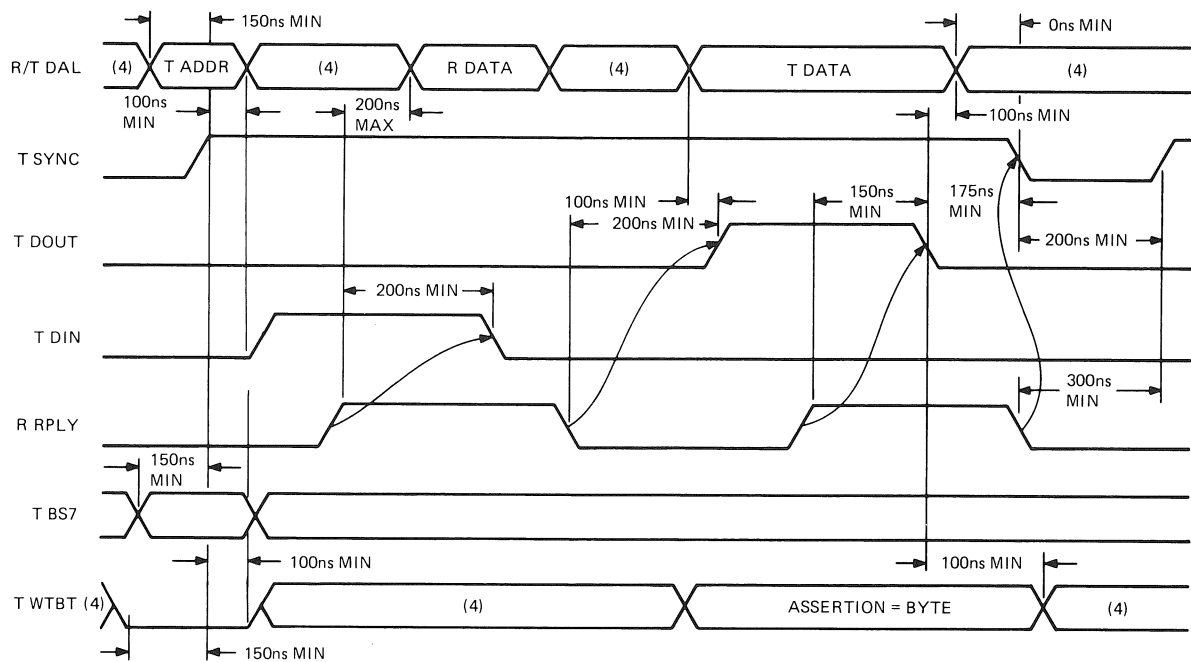 150ns MIN
0ns MIN
R/T DAL
(4)
T ADDR
(4)
R DATA
(4)
T DATA
(4)
100ns
MIN
200ns
MAX
100ns MIN
T SYNC
100ns MIN
150ns
MIN
175ns
MIN
200ns MIN
200ns MIN
T DOUT
200ns MIN
T DIN
300ns
MIN
R RPLY
150ns
MIN
T BS7
100ns MIN
100ns MIN
T WTBT (4)
(4)
ASSERTION = BYTE
(4)
150ns MIN